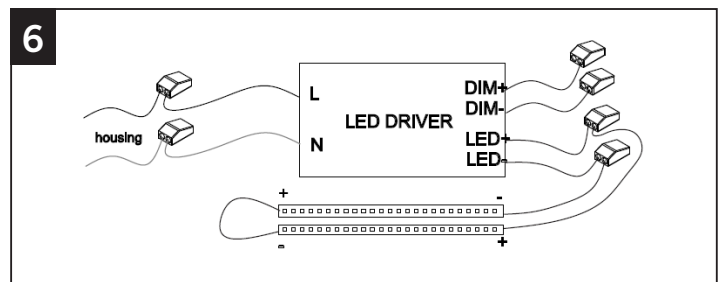 6
L
N
housing
LED DRIVER
DIM+
DIM-
LED+
LED-
+
-
-
+